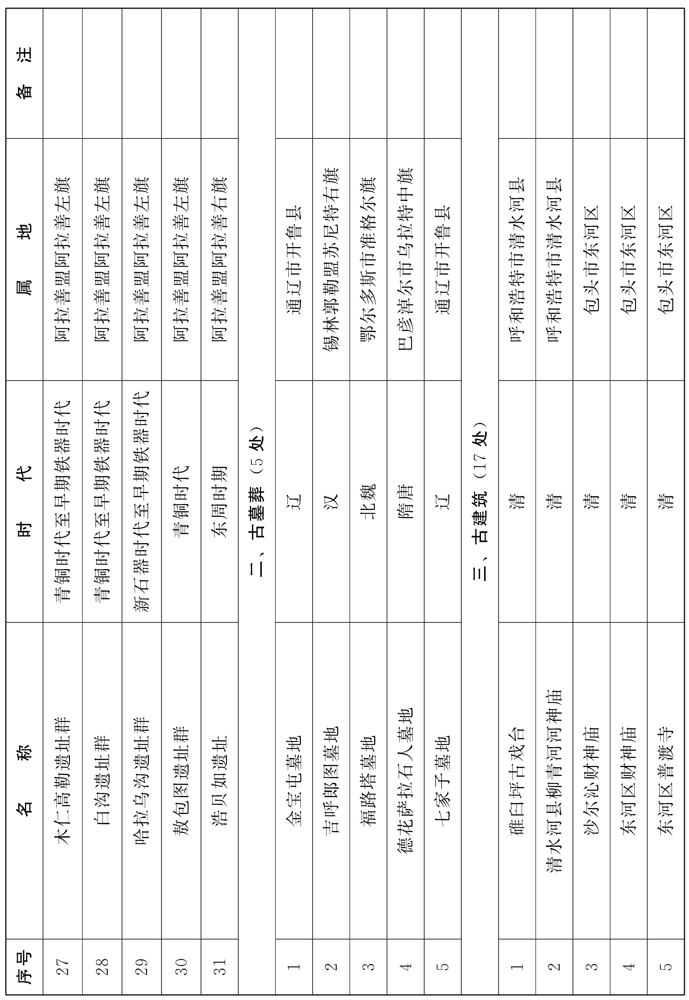 序号 名称 时代 属地 备注
27 木仁高勒遗址群 青铜时代至早期铁器时代 阿拉善盟阿拉善左旗
28 白沟遗址群 青铜时代至早期铁器时代 阿拉善盟阿拉善左旗
29 哈拉乌沟遗址群 新石器时代至早期铁器时代 阿拉善盟阿拉善左旗
30 敖包图遗址群 青铜时代 阿拉善盟阿拉善左旗
31 浩贝如遗址 东周时期 阿拉善盟阿拉善右旗
二、古墓葬（5 处）
1 金宝屯墓地 辽 通辽市开鲁县
2 吉呼郎图墓地 汉 锡林郭勒盟苏尼特右旗
3 福路塔墓地 北魏 鄂尔多斯市准格尔旗
4 德花萨拉石人墓地 隋唐 巴彦淖尔市乌拉特中旗
5 七家子墓地 辽 通辽市开鲁县
三、古建筑（17 处）
1 碓臼坪古戏台 清 呼和浩特市清水河县
2 清水河县柳青河河神庙 清 呼和浩特市清水河县
3 沙尔沁财神庙 清 包头市东河区
4 东河区财神庙 清 包头市东河区
5 东河区普渡寺 清 包头市东河区